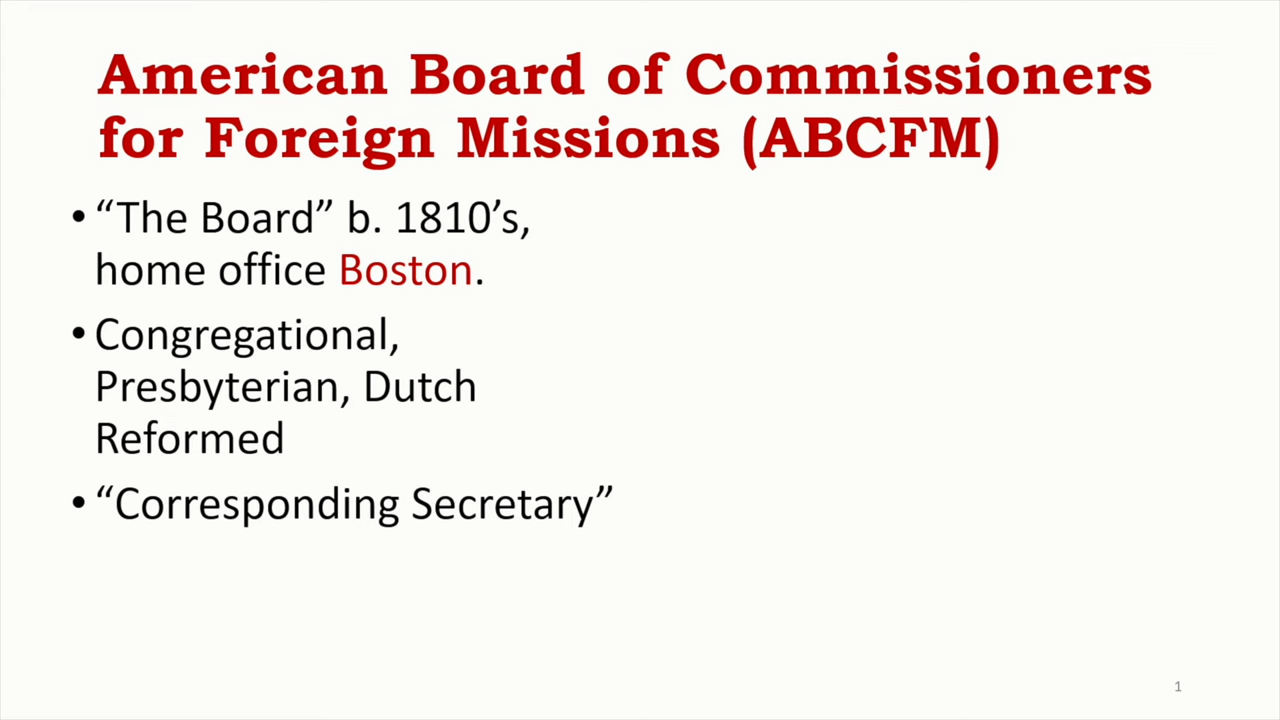 American Board of Commissioners
for Foreign Missions (ABCFM)
• “The Board” b. 1810’s,
home office Boston.
• Congregational,
Presbyterian, Dutch
Reformed
• “Corresponding Secretary”
1